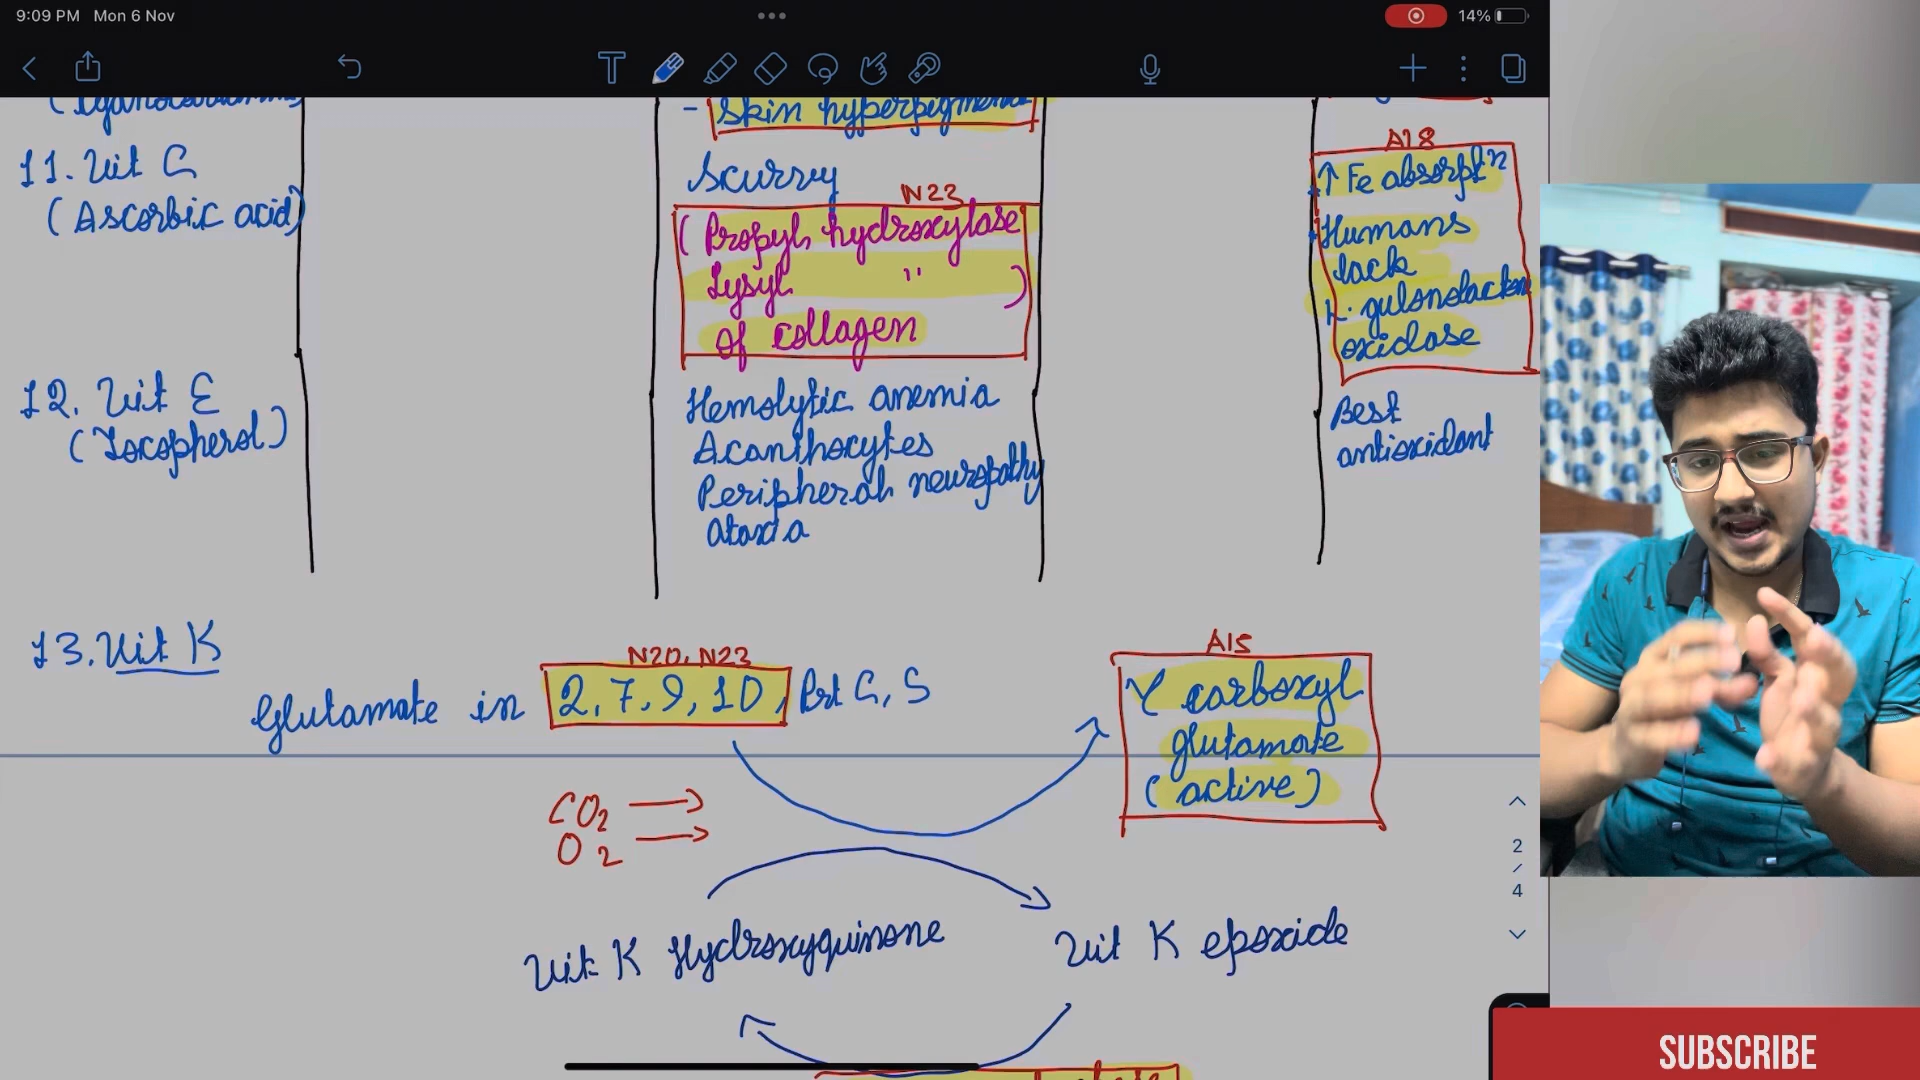 9:09 PM Mon 6 Nov
14%
T
- Skin hyperpigmenta
11. Vit C
(Ascorbic acid)
Scurvy
N23
(Propyl hydroxylase
Lysyl " )
of collagen
A18
↑ Fe absorptn
Humans
lack
L. gulonolacton
oxidase
12. Vit E
(Tocopherol)
Hemolytic anemia
Acanthocytes
Peripheral neuropathy
Ataxia
Best
antioxidant
13. Vit K
N20, N23
Glutamate in 2, 7, 9, 10, Prt C, S
A15
γ carboxyl
glutamate
(active)
CO2 →
O2 →
2
/
4
Vit K Hydroxyquinone
Vit K epoxide
SUBSCRIBE